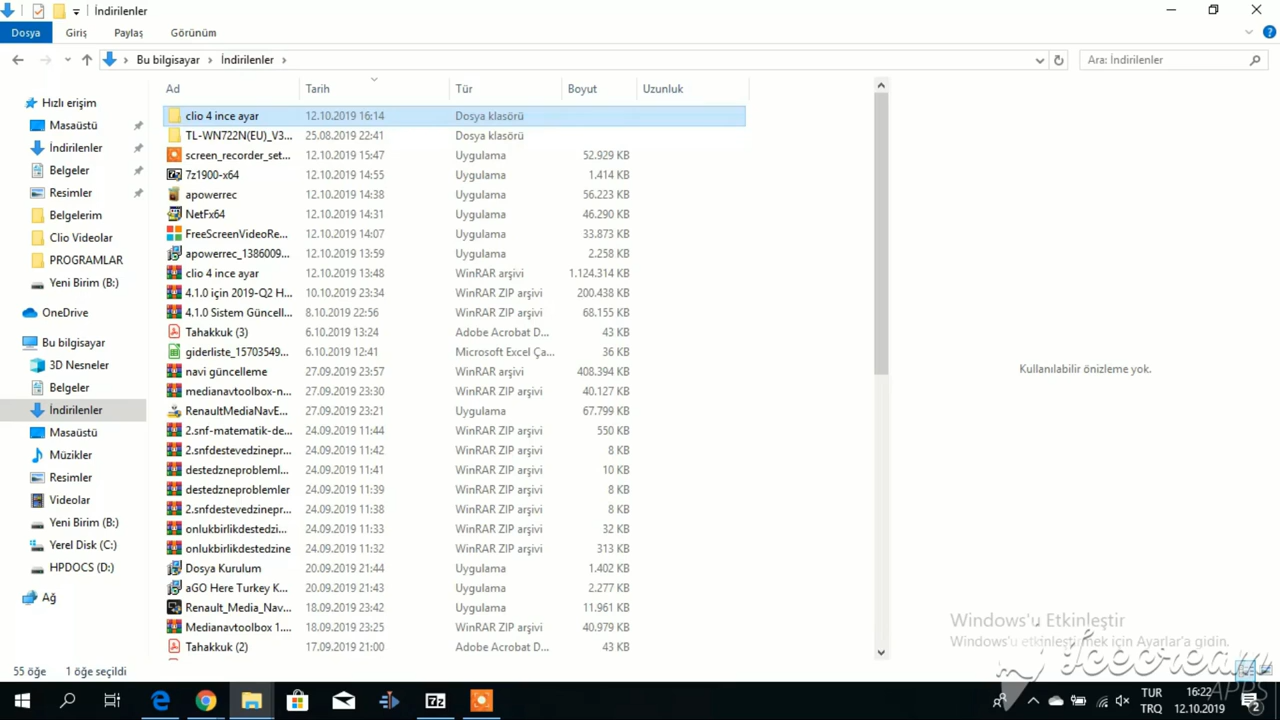 İndirilenler
Dosya Giriş Paylaş Görünüm
Bu bilgisayar İndirilenler Ara: İndirilenler
Ad Tarih Tür Boyut Uzunluk
Hızlı erişim
Masaüstü
İndirilenler
Belgeler
Resimler
Belgelerim
Clio Videolar
PROGRAMLAR
Yeni Birim (B:)
OneDrive
Bu bilgisayar
3D Nesneler
Belgeler
İndirilenler
Masaüstü
Müzikler
Resimler
Videolar
Yeni Birim (B:)
Yerel Disk (C:)
HPDOCS (D:)
Ağ
clio 4 ince ayar 12.10.2019 16:14 Dosya klasörü
TL-WN722N(EU)_V3... 25.08.2019 22:41 Dosya klasörü
screen_recorder_set... 12.10.2019 15:47 Uygulama 52.929 KB
7z1900-x64 12.10.2019 14:55 Uygulama 1.414 KB
apowerrec 12.10.2019 14:38 Uygulama 56.223 KB
NetFx64 12.10.2019 14:31 Uygulama 46.290 KB
FreeScreenVideoRe... 12.10.2019 14:07 Uygulama 33.873 KB
apowerrec_1386009... 12.10.2019 13:59 Uygulama 2.258 KB
clio 4 ince ayar 12.10.2019 13:48 WinRAR arşivi 1.124.314 KB
4.1.0 için 2019-Q2 H... 10.10.2019 23:34 WinRAR ZIP arşivi 200.438 KB
4.1.0 Sistem Güncell... 8.10.2019 22:56 WinRAR ZIP arşivi 68.155 KB
Tahakkuk (3) 6.10.2019 13:24 Adobe Acrobat D... 43 KB
giderliste_15703549... 6.10.2019 12:41 Microsoft Excel Ça... 36 KB
navi güncelleme 27.09.2019 23:57 WinRAR arşivi 408.394 KB
medianavtoolbox-n... 27.09.2019 23:30 WinRAR ZIP arşivi 40.127 KB
RenaultMediaNavE... 27.09.2019 23:21 Uygulama 67.799 KB
2.snf-matematik-de... 24.09.2019 11:44 WinRAR ZIP arşivi 550 KB
2.snfdestevedzinepr... 24.09.2019 11:42 WinRAR ZIP arşivi 8 KB
destedzneprobleml... 24.09.2019 11:41 WinRAR ZIP arşivi 10 KB
destedzneproblemler 24.09.2019 11:39 WinRAR ZIP arşivi 8 KB
2.snfdestevedzinepr... 24.09.2019 11:38 WinRAR ZIP arşivi 8 KB
onlukbirlikdestedzi... 24.09.2019 11:33 WinRAR ZIP arşivi 32 KB
onlukbirlikdestedzine 24.09.2019 11:32 WinRAR ZIP arşivi 313 KB
Dosya Kurulum 20.09.2019 21:44 Uygulama 1.402 KB
aGO Here Turkey K... 20.09.2019 21:43 Uygulama 2.277 KB
Renault_Media_Nav... 18.09.2019 23:42 Uygulama 11.961 KB
Medianavtoolbox 1.... 18.09.2019 23:25 WinRAR ZIP arşivi 40.979 KB
Tahakkuk (2) 17.09.2019 21:00 Adobe Acrobat D... 43 KB
Kullanılabilir önizleme yok.
Windows'u Etkinleştir
Windows'u etkinleştirmek için Ayarlar'a gidin.
Icecream
APPS
55 öğe 1 öğe seçildi
7z
TUR 16:22
TRQ 12.10.2019
2